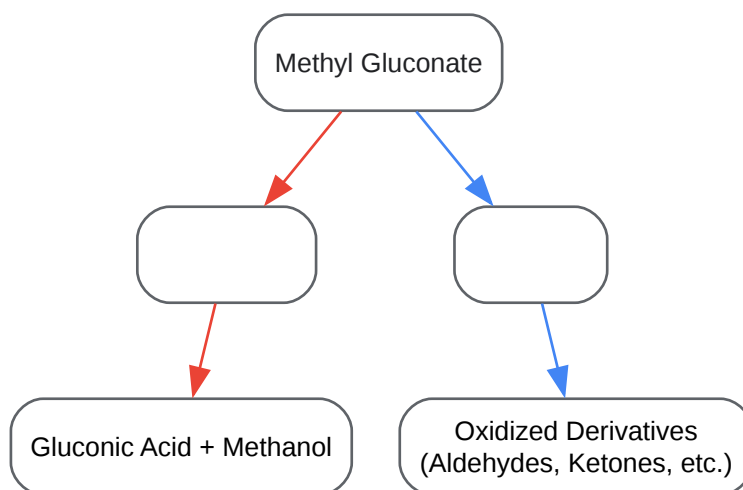 Methyl Gluconate
Gluconic Acid + Methanol
Oxidized Derivatives
(Aldehydes, Ketones, etc.)